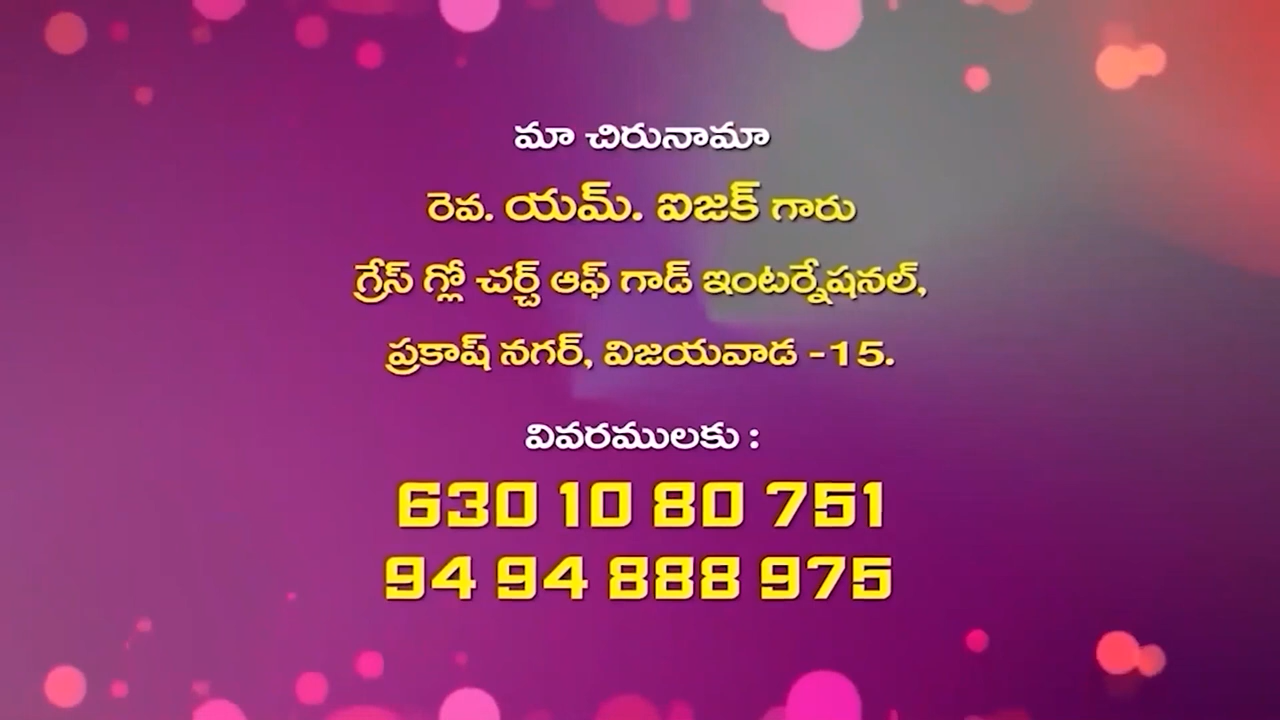 మా చిరునామా
రెవ. యమ్. ఐజక్ గారు
గ్రేస్ గ్లో చర్చ్ ఆఫ్ గాడ్ ఇంటర్నేషనల్,
ప్రకాష్ నగర్, విజయవాడ -15.
వివరములకు :
630 10 80 751
94 94 888 975